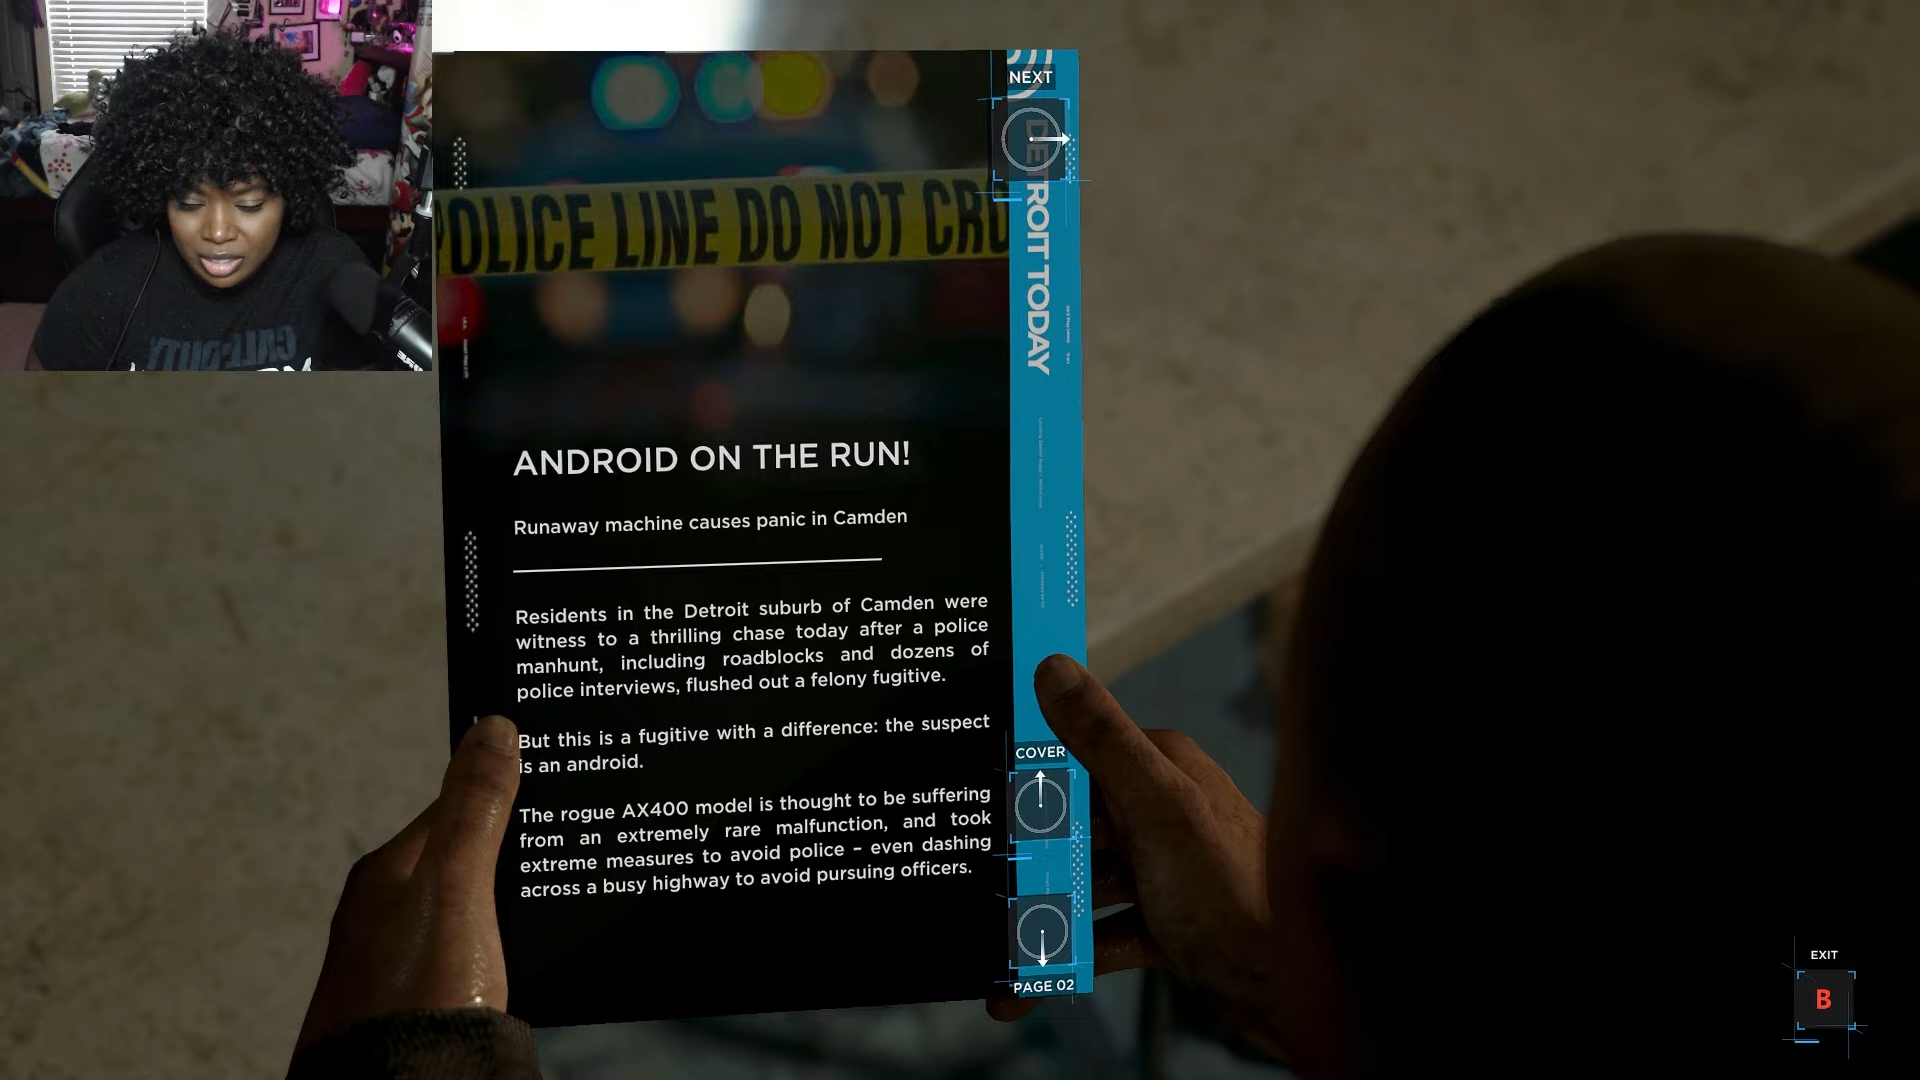 NEXT
POLICE LINE DO NOT CRO
DETROIT TODAY
ANDROID ON THE RUN!
Runaway machine causes panic in Camden
Residents in the Detroit suburb of Camden were
witness to a thrilling chase today after a police
manhunt, including roadblocks and dozens of
police interviews, flushed out a felony fugitive.
But this is a fugitive with a difference: the suspect
is an android.
The rogue AX400 model is thought to be suffering
from an extremely rare malfunction, and took
extreme measures to avoid police – even dashing
across a busy highway to avoid pursuing officers.
COVER
PAGE 02
EXIT
B